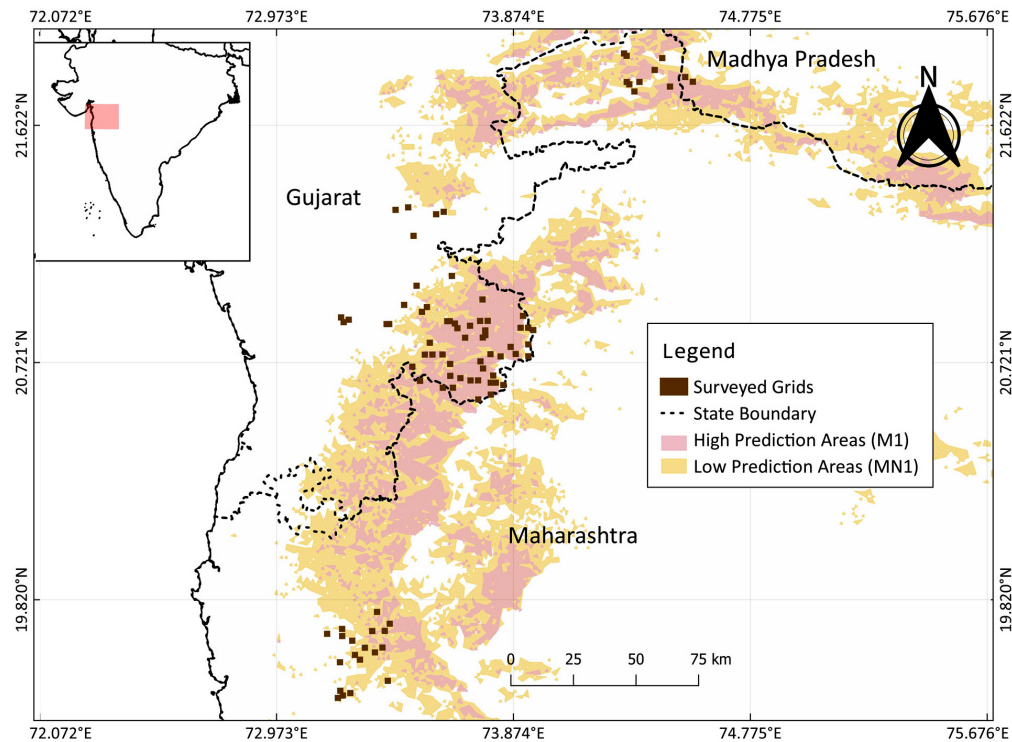 72.072°E 72.973°E 73.874°E 74.775°E 75.676°E
Madhya Pradesh
N
21.622°N 21.622°N
Gujarat
20.721°N 20.721°N
Legend
Surveyed Grids
State Boundary
High Prediction Areas (M1)
Low Prediction Areas (MN1)
Maharashtra
19.820°N 19.820°N
0 25 50 75 km
72.072°E 72.973°E 73.874°E 74.775°E 75.676°E